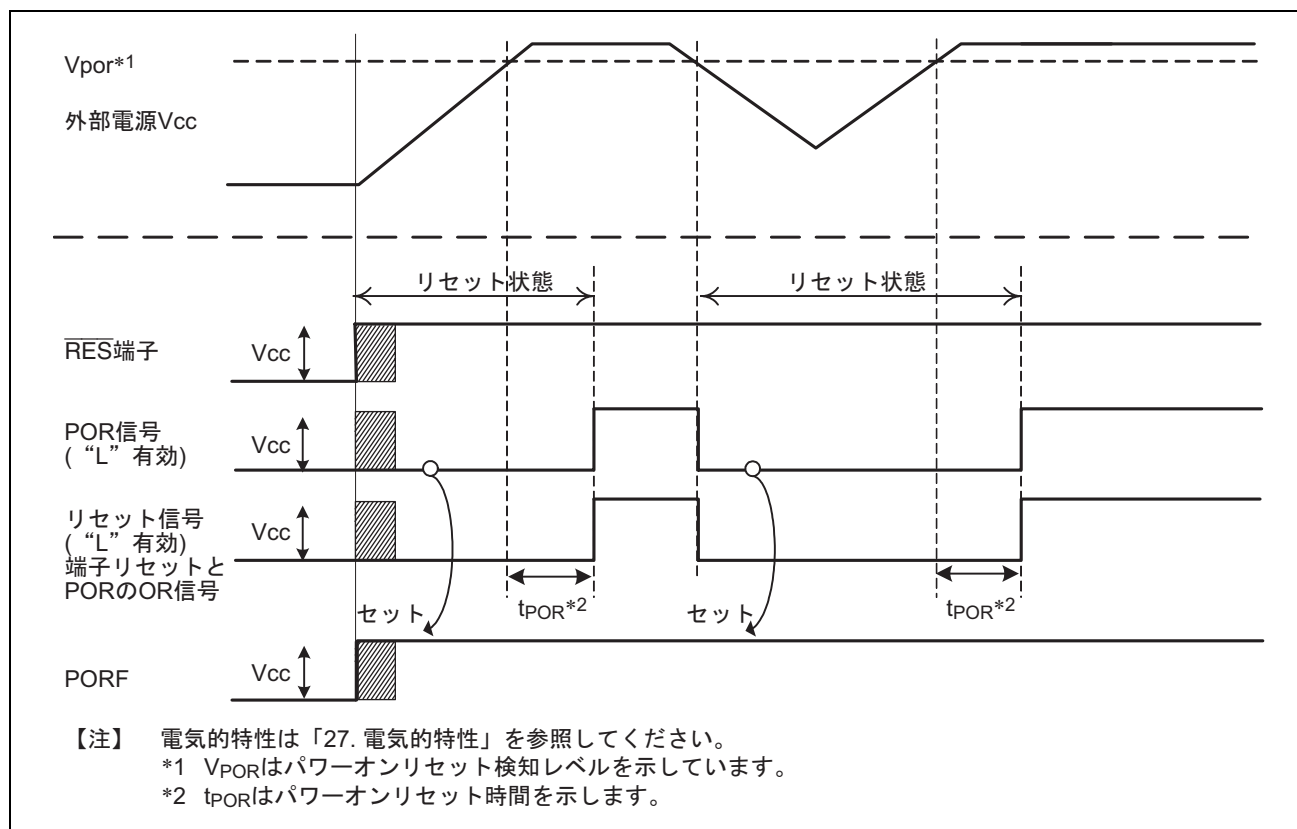 Vpor*1
外部電源Vcc
リセット状態 リセット状態
RES端子 Vcc
POR信号 Vcc
(“L”有効)
リセット信号 Vcc
(“L”有効)
端子リセットと
PORのOR信号
セット tPOR*2 セット tPOR*2
PORF Vcc
【注】 電気的特性は「27. 電気的特性」を参照してください。
*1 VPORはパワーオンリセット検知レベルを示しています。
*2 tPORはパワーオンリセット時間を示します。